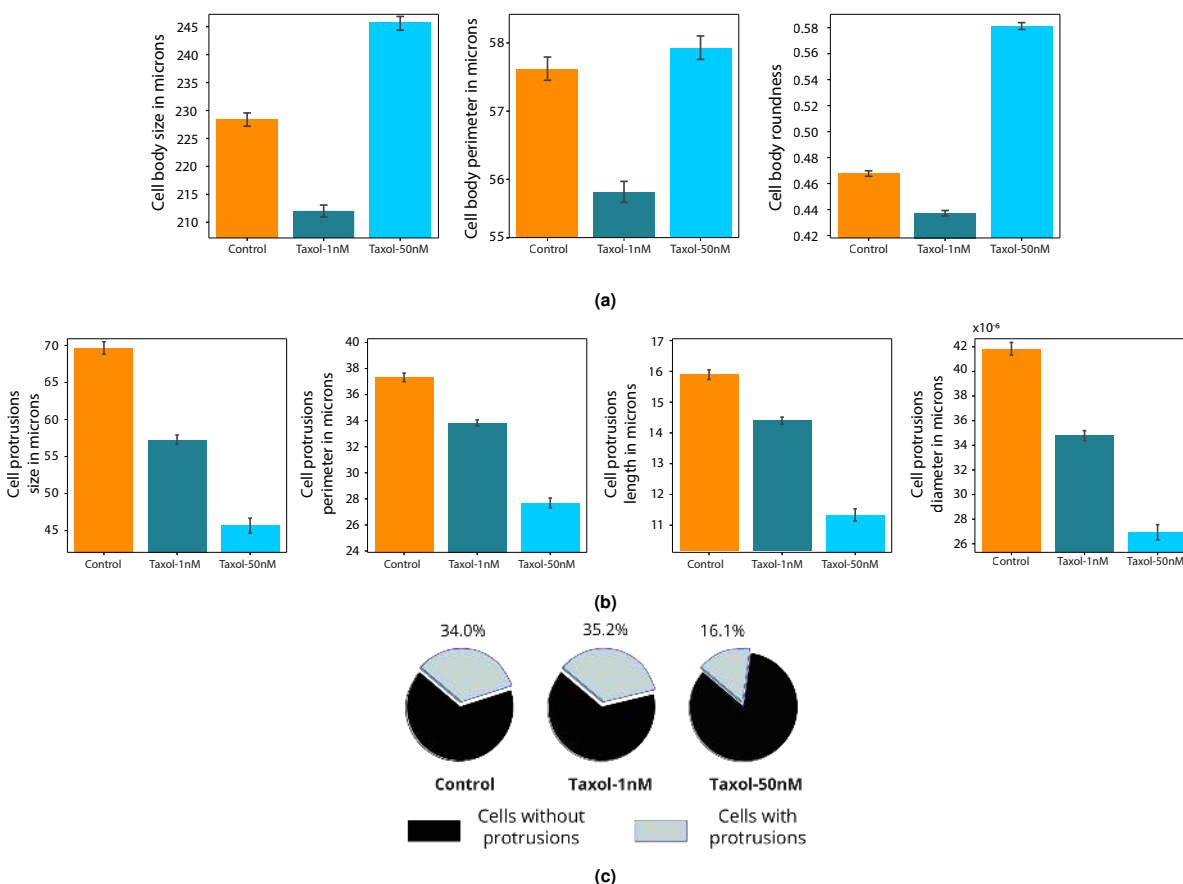 Cell body size in microns
245
240
235
230
225
220
215
210
Control Taxol-1nM Taxol-50nM
Cell body perimeter in microns
58
57
56
55
Control Taxol-1nM Taxol-50nM
Cell body roundness
0.58
0.56
0.54
0.52
0.50
0.48
0.46
0.44
0.42
Control Taxol-1nM Taxol-50nM
(a)
Cell protrusions
size in microns
70
65
60
55
50
45
Control Taxol-1nM Taxol-50nM
Cell protrusions
perimeter in microns
40
38
36
34
32
30
28
26
24
Control Taxol-1nM Taxol-50nM
Cell protrusions
length in microns
17
16
15
14
13
12
11
Control Taxol-1nM Taxol-50nM
Cell protrusions
diameter in microns
x10⁻⁶
42
40
36
34
32
30
28
26
Control Taxol-1nM Taxol-50nM
(b)
34.0% 35.2% 16.1%
Control Taxol-1nM Taxol-50nM
Cells without
protrusions
Cells with
protrusions
(c)